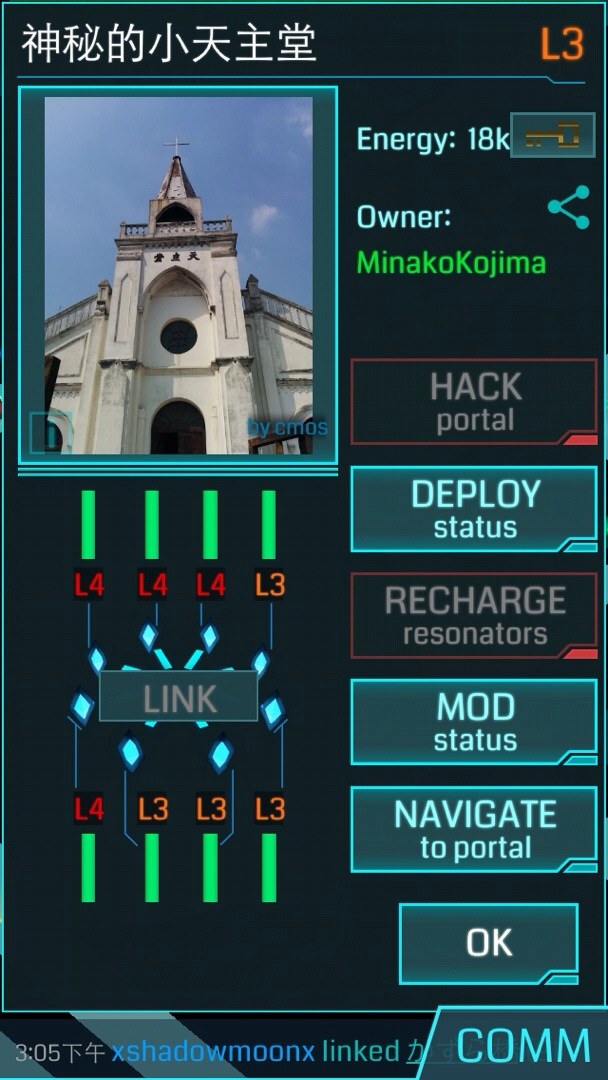 神秘的小天主堂
L3
Energy: 18k
Owner:
MinakoKojima
堂主天
by cmos
HACK
portal
DEPLOY
status
RECHARGE
resonators
MOD
status
NAVIGATE
to portal
L4 L4 L4 L3
LINK
L4 L3 L3 L3
OK
3:05下午 xshadowmoonx linked
COMM